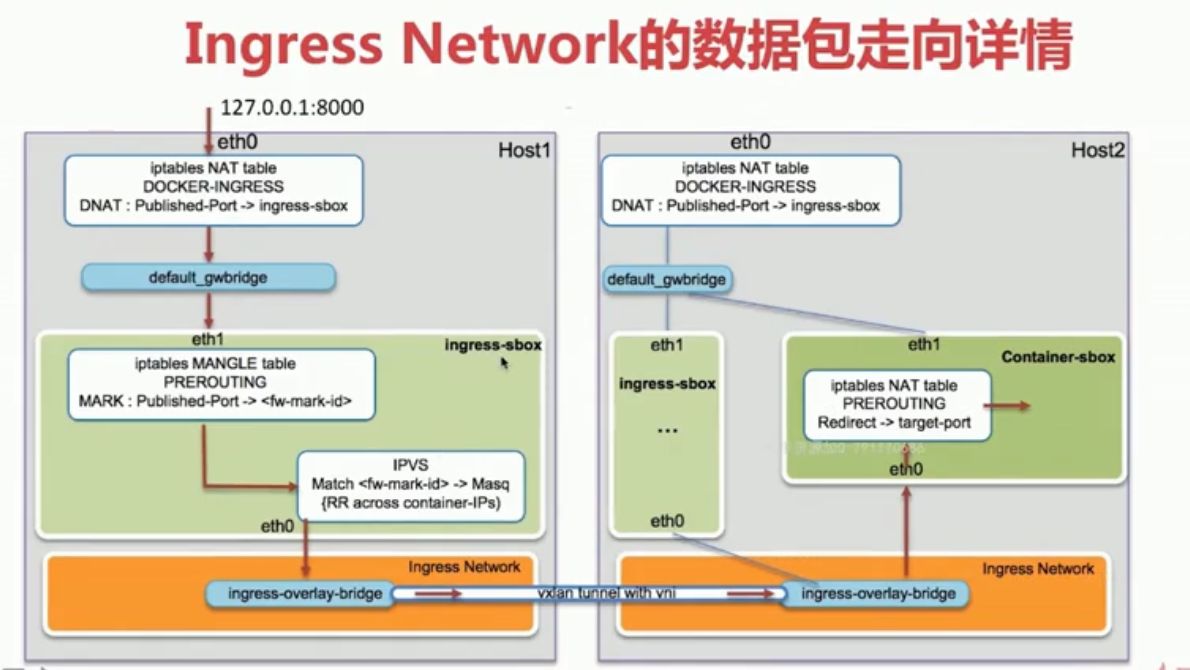 Ingress Network的数据包走向详情
127.0.0.1:8000
eth0
Host1
iptables NAT table
DOCKER-INGRESS
DNAT : Published-Port -> ingress-sbox
default_gwbridge
eth1
ingress-sbox
iptables MANGLE table
PREROUTING
MARK : Published-Port -> <fw-mark-id>
IPVS
Match <fw-mark-id> -> Masq
{RR across container-IPs)
eth0
Ingress Network
ingress-overlay-bridge
vxlan tunnel with vni
eth0
Host2
iptables NAT table
DOCKER-INGRESS
DNAT : Published-Port -> ingress-sbox
default_gwbridge
eth1
ingress-sbox
...
eth0
eth1
Container-sbox
iptables NAT table
PREROUTING
Redirect -> target-port
eth0
Ingress Network
ingress-overlay-bridge